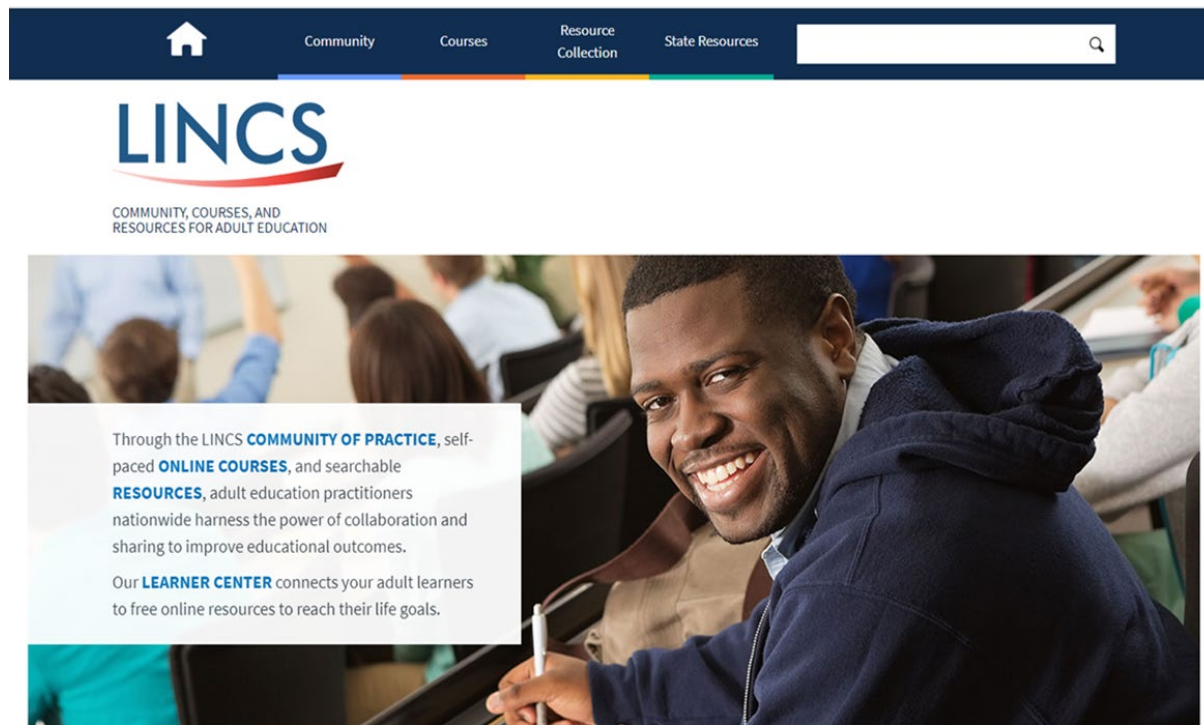 Community
Courses
Resource
Collection
State Resources
LINCS
COMMUNITY, COURSES, AND
RESOURCES FOR ADULT EDUCATION
Through the LINCS COMMUNITY OF PRACTICE, self-
paced ONLINE COURSES, and searchable
RESOURCES, adult education practitioners
nationwide harness the power of collaboration and
sharing to improve educational outcomes.
Our LEARNER CENTER connects your adult learners
to free online resources to reach their life goals.